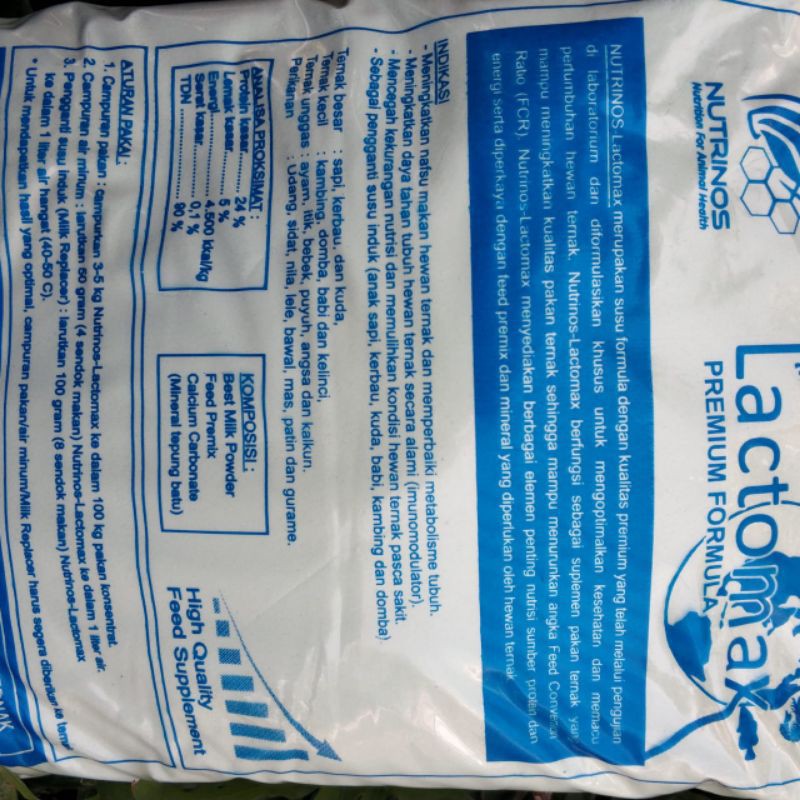 NUTRINOS
Nutrition For Animal Health
Lactomax
PREMIUM FORMULA
NUTRINOS Lactomax merupakan susu formula dengan kualitas premium yang telah melalui pengujian
di laboratorium dan diformulasikan khusus untuk mengoptimalkan kesehatan dan memacu
pertumbuhan hewan ternak. Nutrinos-Lactomax berfungsi sebagai suplemen pakan ternak yang
mampu meningkatkan kualitas pakan ternak sehingga mampu menurunkan angka Feed Convertion
Ratio (FCR). Nutrinos-Lactomax menyediakan berbagai elemen penting nutrisi sumber protein dan
energi serta diperkaya dengan feed premix dan mineral yang diperlukan oleh hewan ternak
INDIKASI
- Meningkatkan nafsu makan hewan ternak dan memperbaiki metabolisme tubuh.
- Meningkatkan daya tahan tubuh hewan ternak secara alami (imunomodulator).
- Mencegah kekurangan nutrisi dan memulihkan kondisi hewan ternak pasca sakit.
- Sebagai pengganti susu induk (anak sapi, kerbau, kuda, babi, kambing dan domba)
Ternak besar : sapi, kerbau, dan kuda.
Ternak kecil : kambing, domba, babi dan kelinci.
Ternak unggas : ayam, itik, bebek, puyuh, angsa dan kalkun.
Perikanan : Udang, sidat, nila, lele, bawal, mas, patin dan gurame.
ANALISA PROKSIMAT :
Protein kasar.......... 24 %
Lemak kasar.......... 5 %
Energi.......... 4.500 kkal/kg
Serat kasar.......... 0,1 %
TDN .......... 90 %
KOMPOSISI :
Best Milk Powder
Feed Premix
Calcium Carbonate
(Mineral tepung batu)
High Quality
Feed Supplement
ATURAN PAKAI :
1. Campuran pakan : campurkan 3-5 kg Nutrinos-Lactomax ke dalam 100 kg pakan konsentrat.
2. Campuran air minum : larutkan 50 gram (4 sendok makan) Nutrinos-Lactomax ke dalam 1 liter air.
3. Pengganti susu induk (Milk Replacer) : larutkan 100 gram (8 sendok makan) Nutrinos-Lactomax
ke dalam 1 liter air hangat (40-50 C).
* Untuk mendapatkan hasil yang optimal, campuran pakan/air minum/Milk Replacer harus segera diberikan ke ternak